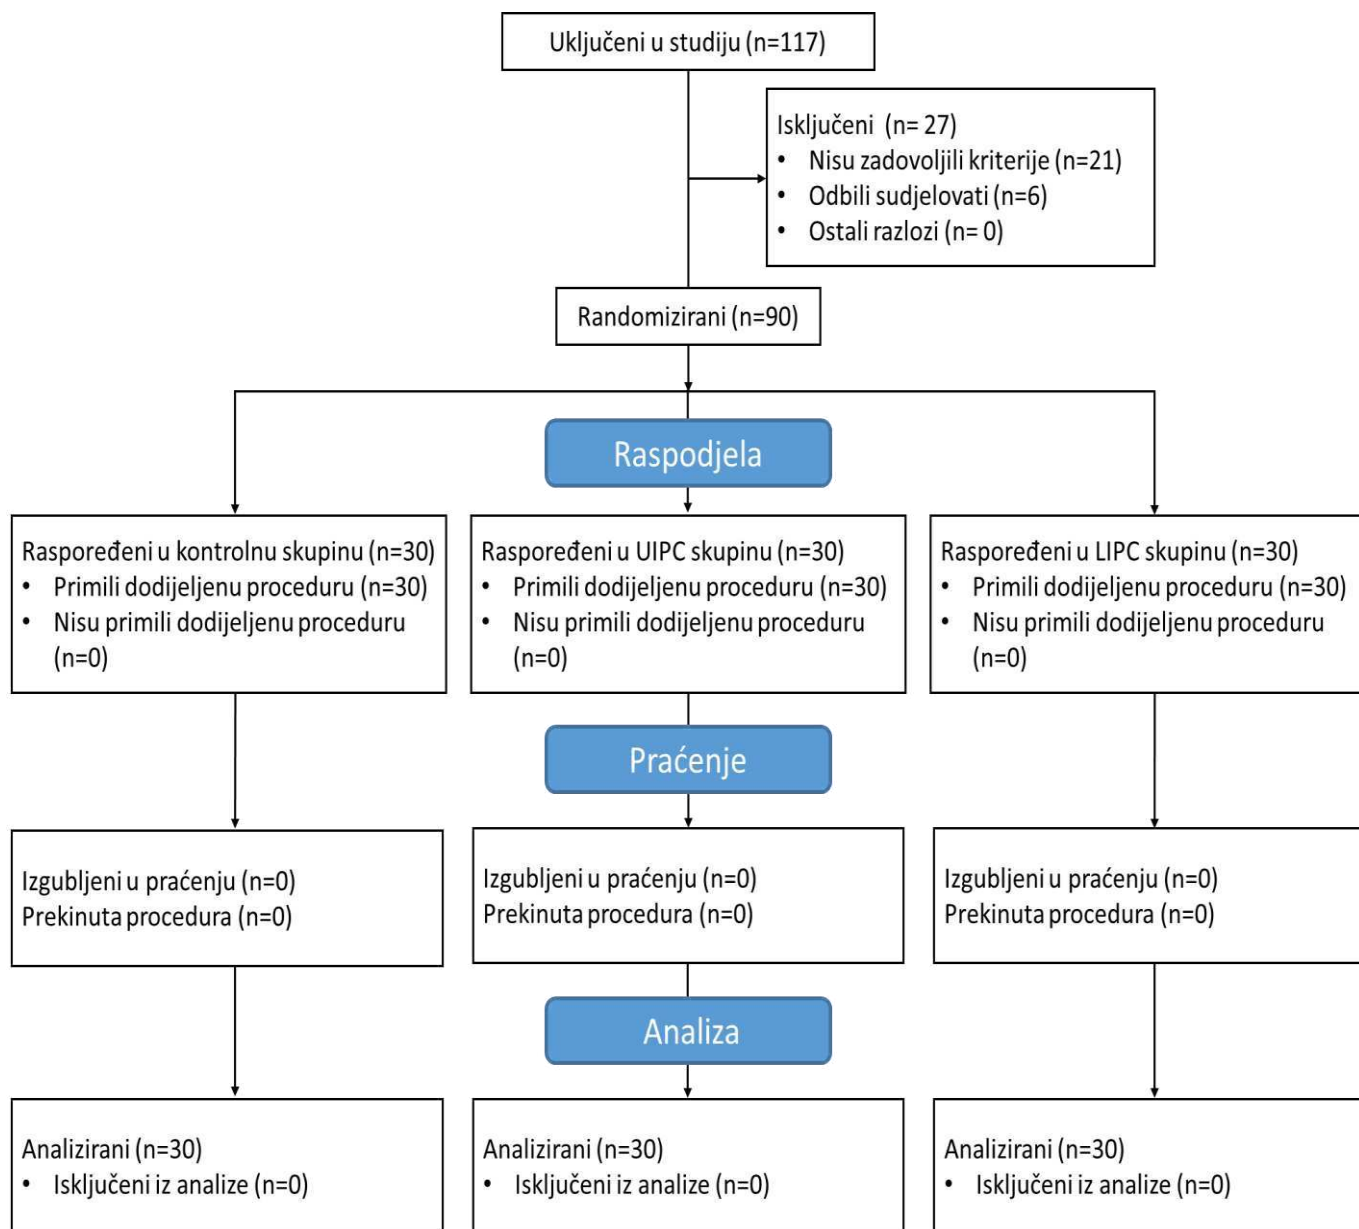 Uključeni u studiju (n=117)
Isključeni (n= 27)
• Nisu zadovoljili kriterije (n=21)
• Odbili sudjelovati (n=6)
• Ostali razlozi (n= 0)
Randomizirani (n=90)
Raspodjela
Raspoređeni u kontrolnu skupinu (n=30)
• Primili dodijeljenu proceduru (n=30)
• Nisu primili dodijeljenu proceduru
(n=0)
Raspoređeni u UIPC skupinu (n=30)
• Primili dodijeljenu proceduru (n=30)
• Nisu primili dodijeljenu proceduru
(n=0)
Raspoređeni u LIPC skupinu (n=30)
• Primili dodijeljenu proceduru (n=30)
• Nisu primili dodijeljenu proceduru
(n=0)
Praćenje
Izgubljeni u praćenju (n=0)
Prekinuta procedura (n=0)
Izgubljeni u praćenju (n=0)
Prekinuta procedura (n=0)
Izgubljeni u praćenju (n=0)
Prekinuta procedura (n=0)
Analiza
Analizirani (n=30)
• Isključeni iz analize (n=0)
Analizirani (n=30)
• Isključeni iz analize (n=0)
Analizirani (n=30)
• Isključeni iz analize (n=0)